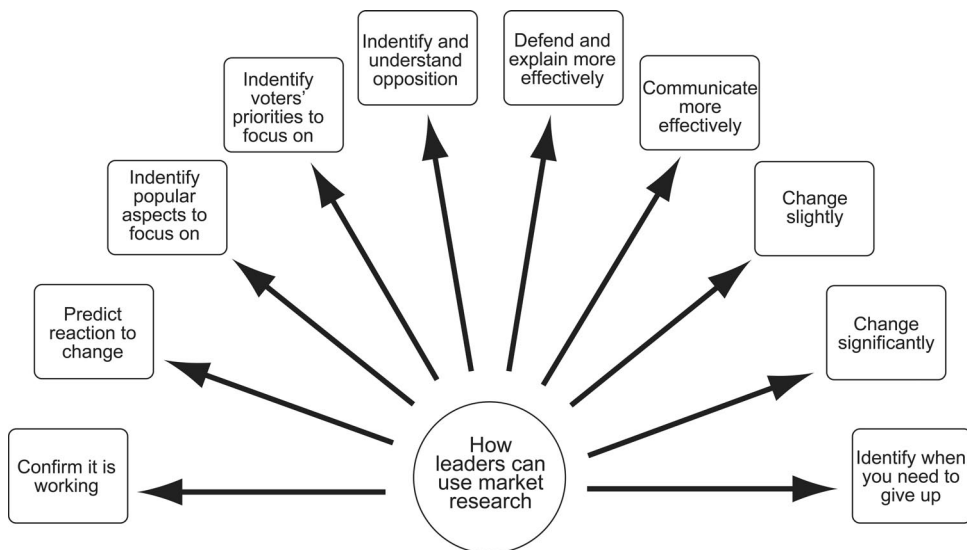 Confirm it is
working
Predict
reaction to
change
Indentify
popular
aspects to
focus on
Indentify
voters'
priorities to
focus on
Indentify and
understand
opposition
Defend and
explain more
effectively
Communicate
more
effectively
Change
slightly
Change
significantly
Identify when
you need to
give up
How
leaders can
use market
research